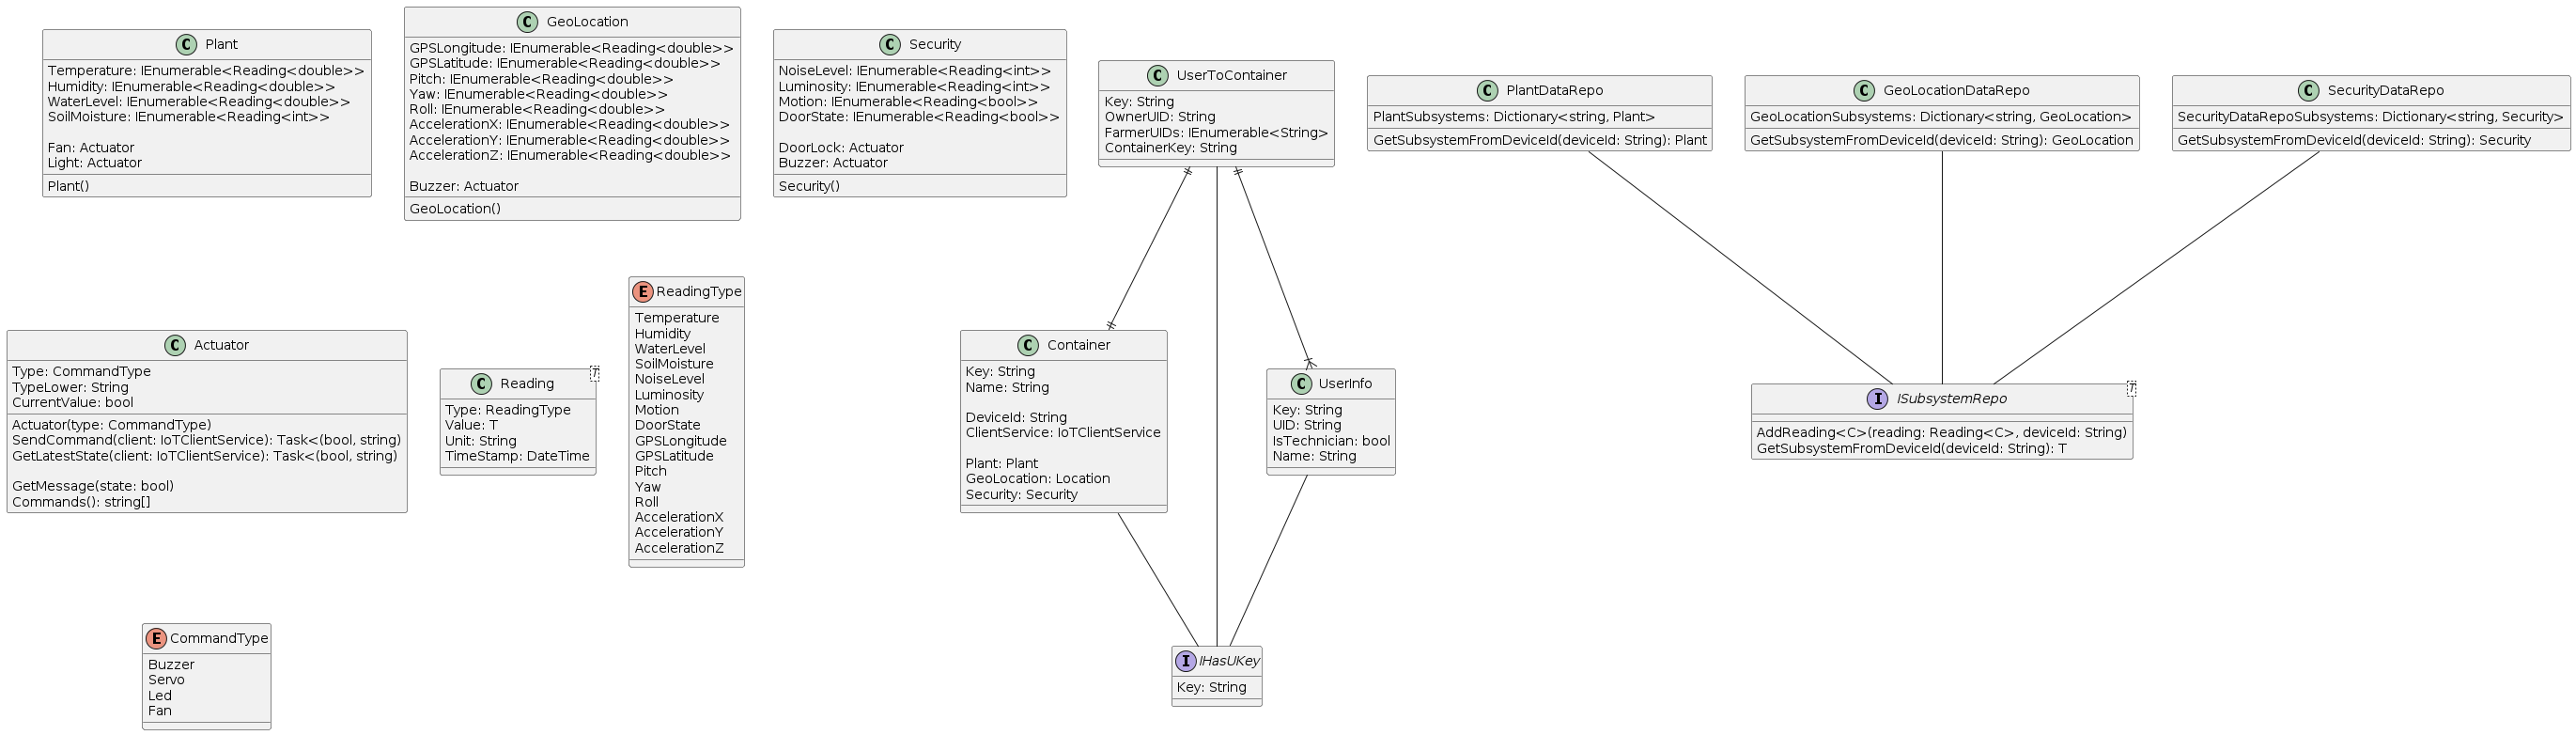 C Plant
Temperature: IEnumerable<Reading<double>>
Humidity: IEnumerable<Reading<double>>
WaterLevel: IEnumerable<Reading<double>>
SoilMoisture: IEnumerable<Reading<int>>
Fan: Actuator
Light: Actuator
Plant()
C GeoLocation
GPSLongitude: IEnumerable<Reading<double>>
GPSLatitude: IEnumerable<Reading<double>>
Pitch: IEnumerable<Reading<double>>
Yaw: IEnumerable<Reading<double>>
Roll: IEnumerable<Reading<double>>
AccelerationX: IEnumerable<Reading<double>>
AccelerationY: IEnumerable<Reading<double>>
AccelerationZ: IEnumerable<Reading<double>>
Buzzer: Actuator
GeoLocation()
C Security
NoiseLevel: IEnumerable<Reading<int>>
Luminosity: IEnumerable<Reading<int>>
Motion: IEnumerable<Reading<bool>>
DoorState: IEnumerable<Reading<bool>>
DoorLock: Actuator
Buzzer: Actuator
Security()
C UserToContainer
Key: String
OwnerUID: String
FarmerUIDs: IEnumerable<String>
ContainerKey: String
C PlantDataRepo
PlantSubsystems: Dictionary<string, Plant>
GetSubsystemFromDeviceId(deviceId: String): Plant
C GeoLocationDataRepo
GeoLocationSubsystems: Dictionary<string, GeoLocation>
GetSubsystemFromDeviceId(deviceId: String): GeoLocation
C SecurityDataRepo
SecurityDataRepoSubsystems: Dictionary<string, Security>
GetSubsystemFromDeviceId(deviceId: String): Security
C Actuator
Type: CommandType
TypeLower: String
CurrentValue: bool
Actuator(type: CommandType)
SendCommand(client: IoTClientService): Task<(bool, string)
GetLatestState(client: IoTClientService): Task<(bool, string)
GetMessage(state: bool)
Commands(): string[]
C Reading T
Type: ReadingType
Value: T
Unit: String
TimeStamp: DateTime
E ReadingType
Temperature
Humidity
WaterLevel
SoilMoisture
NoiseLevel
Luminosity
Motion
DoorState
GPSLongitude
GPSLatitude
Pitch
Yaw
Roll
AccelerationX
AccelerationY
AccelerationZ
C Container
Key: String
Name: String
DeviceId: String
ClientService: IoTClientService
Plant: Plant
GeoLocation: Location
Security: Security
C UserInfo
Key: String
UID: String
IsTechnician: bool
Name: String
I ISubsystemRepo T
AddReading<C>(reading: Reading<C>, deviceId: String)
GetSubsystemFromDeviceId(deviceId: String): T
E CommandType
Buzzer
Servo
Led
Fan
I IHasUKey
Key: String